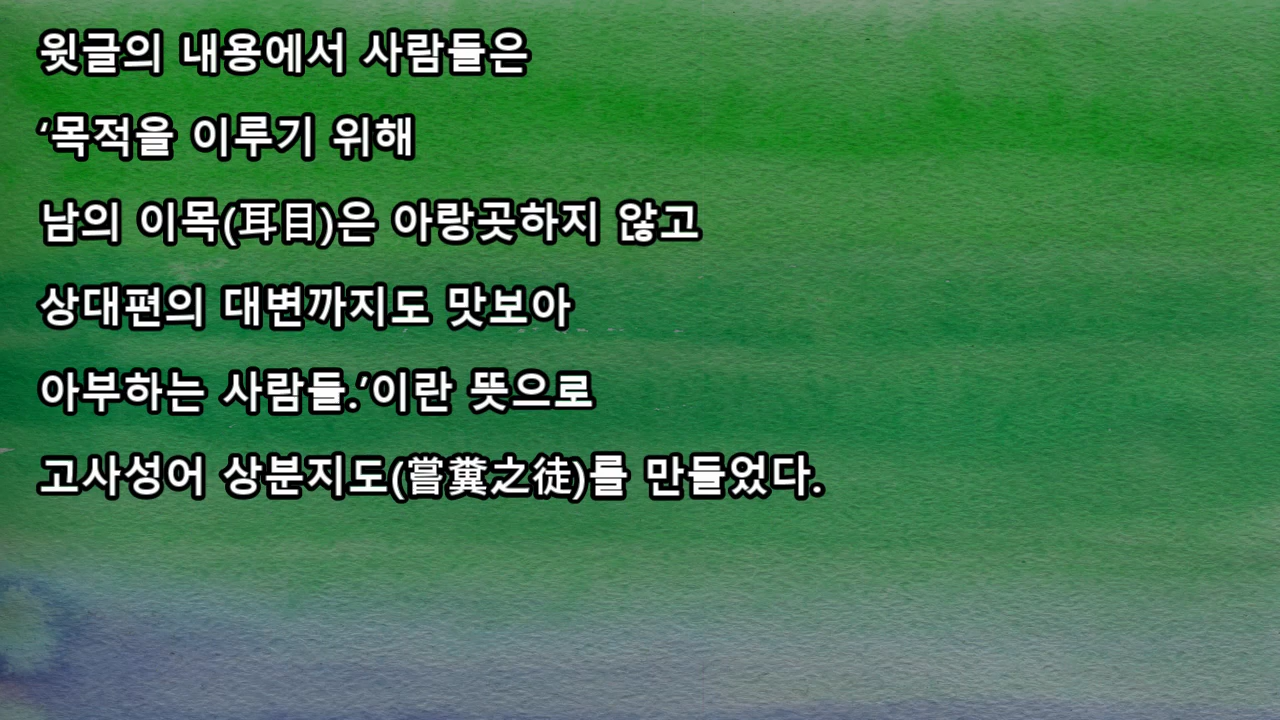 윗글의 내용에서 사람들은
‘목적을 이루기 위해
남의 이목(耳目)은 아랑곳하지 않고
상대편의 대변까지도 맛보아
아부하는 사람들.’이란 뜻으로
고사성어 상분지도(嘗糞之徒)를 만들었다.